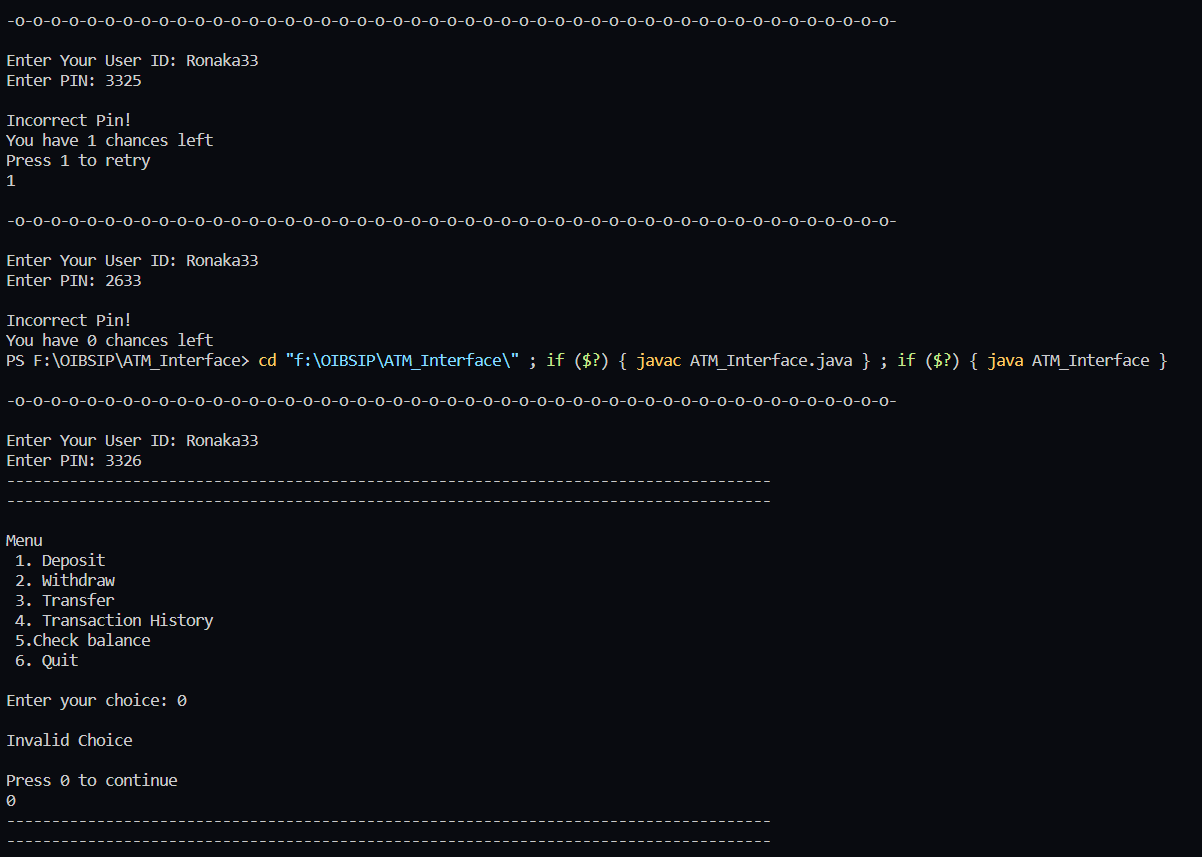 -o-o-o-o-o-o-o-o-o-o-o-o-o-o-o-o-o-o-o-o-o-o-o-o-o-o-o-o-o-o-o-o-o-o-o-o-o-o-o-o-o-o-o-o-o-o-o-o-o-
Enter Your User ID: Ronaka33
Enter PIN: 3325
Incorrect Pin!
You have 1 chances left
Press 1 to retry
1
-o-o-o-o-o-o-o-o-o-o-o-o-o-o-o-o-o-o-o-o-o-o-o-o-o-o-o-o-o-o-o-o-o-o-o-o-o-o-o-o-o-o-o-o-o-o-o-o-o-
Enter Your User ID: Ronaka33
Enter PIN: 2633
Incorrect Pin!
You have 0 chances left
PS F:\OIBSIP\ATM_Interface> cd "f:\OIBSIP\ATM_Interface\" ; if ($?) { javac ATM_Interface.java } ; if ($?) { java ATM_Interface }
-o-o-o-o-o-o-o-o-o-o-o-o-o-o-o-o-o-o-o-o-o-o-o-o-o-o-o-o-o-o-o-o-o-o-o-o-o-o-o-o-o-o-o-o-o-o-o-o-o-
Enter Your User ID: Ronaka33
Enter PIN: 3326
-------------------------------------------------------------------------------------
-------------------------------------------------------------------------------------
Menu
 1. Deposit
 2. Withdraw
 3. Transfer
 4. Transaction History
 5.Check balance
 6. Quit
Enter your choice: 0
Invalid Choice
Press 0 to continue
0
-------------------------------------------------------------------------------------
-------------------------------------------------------------------------------------